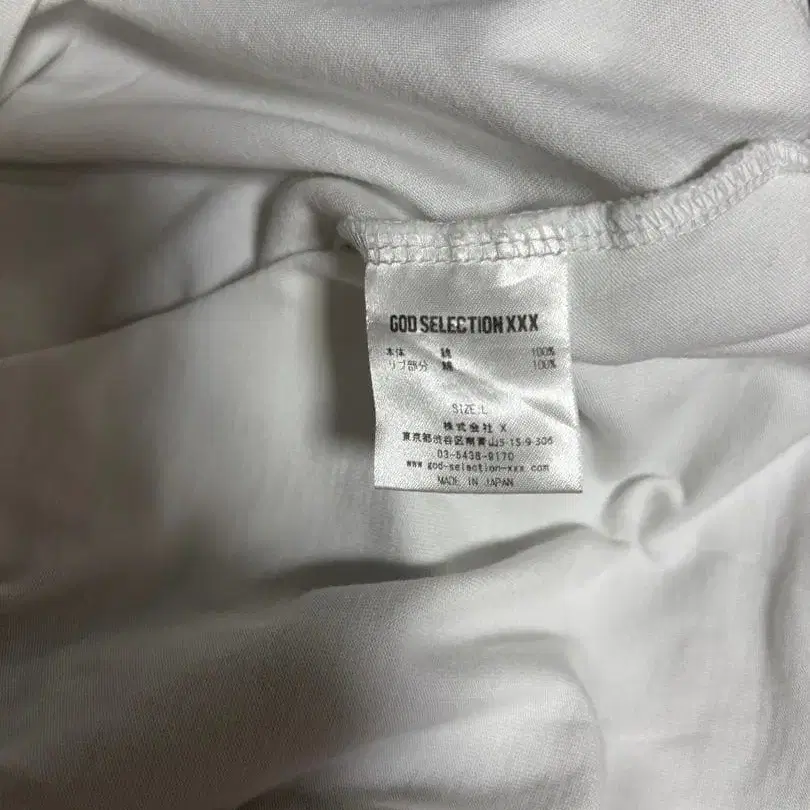 GOD SELECTION XXX
本体 綿 100%
リブ部分 綿 100%
SIZE:L
株式会社 X
東京都渋谷区南青山5-15-9-306
03-5438-9170
www.god-selection-xxx.com
MADE IN JAPAN